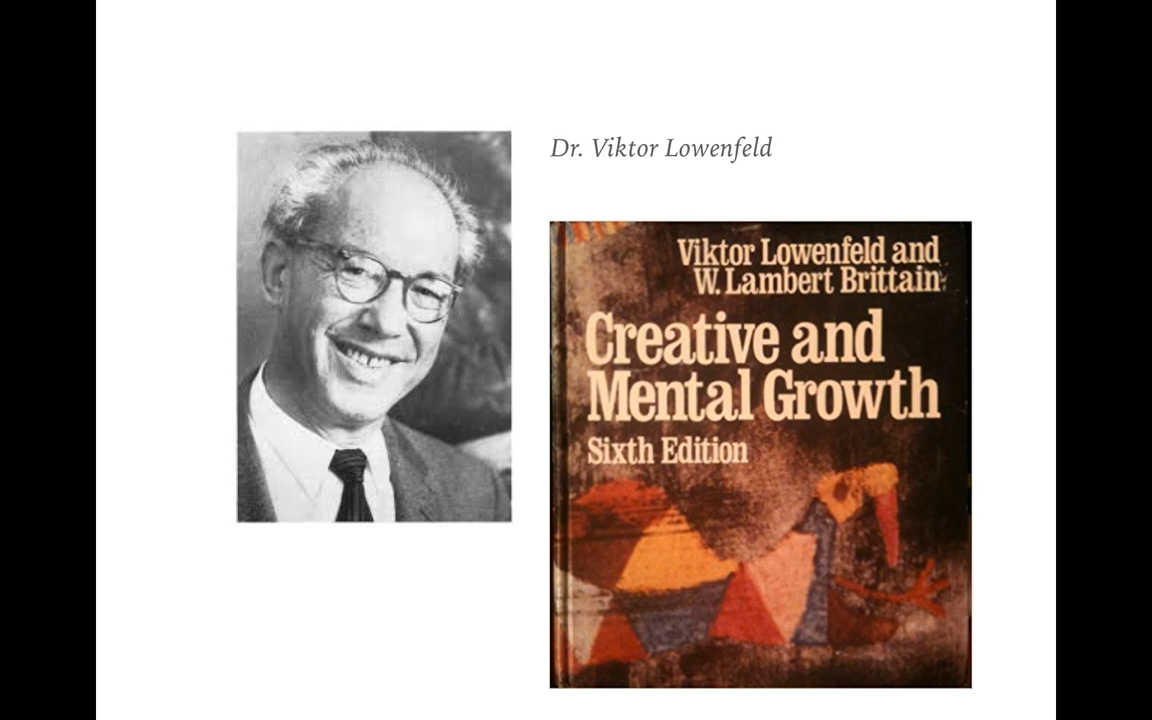 Dr. Viktor Lowenfeld
Viktor Lowenfeld and
W. Lambert Brittain
Creative and
Mental Growth
Sixth Edition